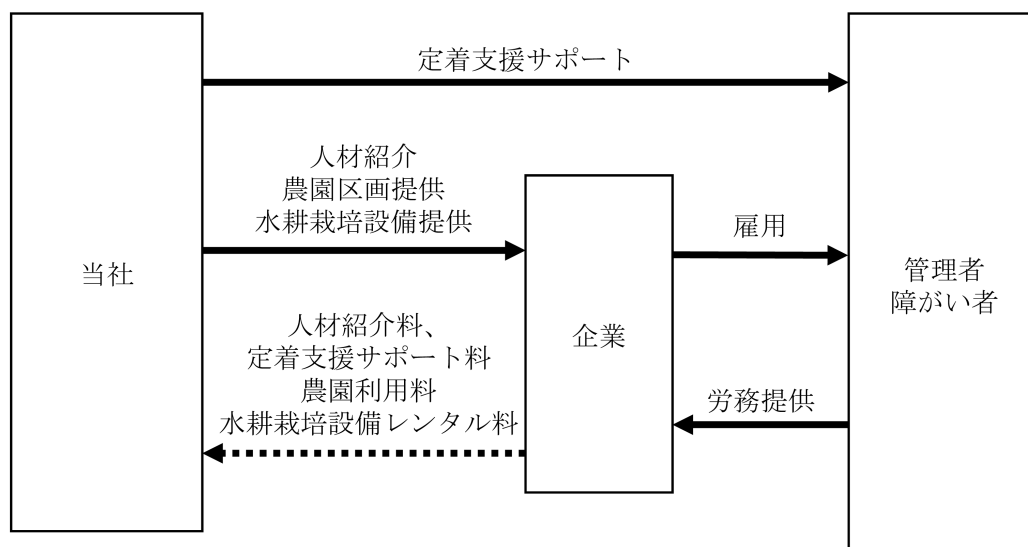 定着支援サポート
人材紹介
農園区画提供
水耕栽培設備提供
雇用
当社
管理者
障がい者
人材紹介料、
定着支援サポート料
農園利用料
水耕栽培設備レンタル料
企業
労務提供